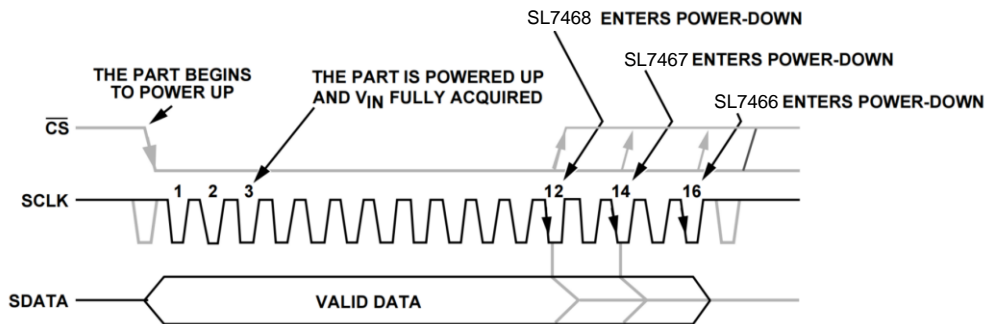 SL7468 ENTERS POWER-DOWN
SL7467 ENTERS POWER-DOWN
THE PART BEGINS
TO POWER UP
THE PART IS POWERED UP
AND VIN FULLY ACQUIRED
SL7466 ENTERS POWER-DOWN
CS
1 2 3 12 14 16
SCLK
SDATA VALID DATA